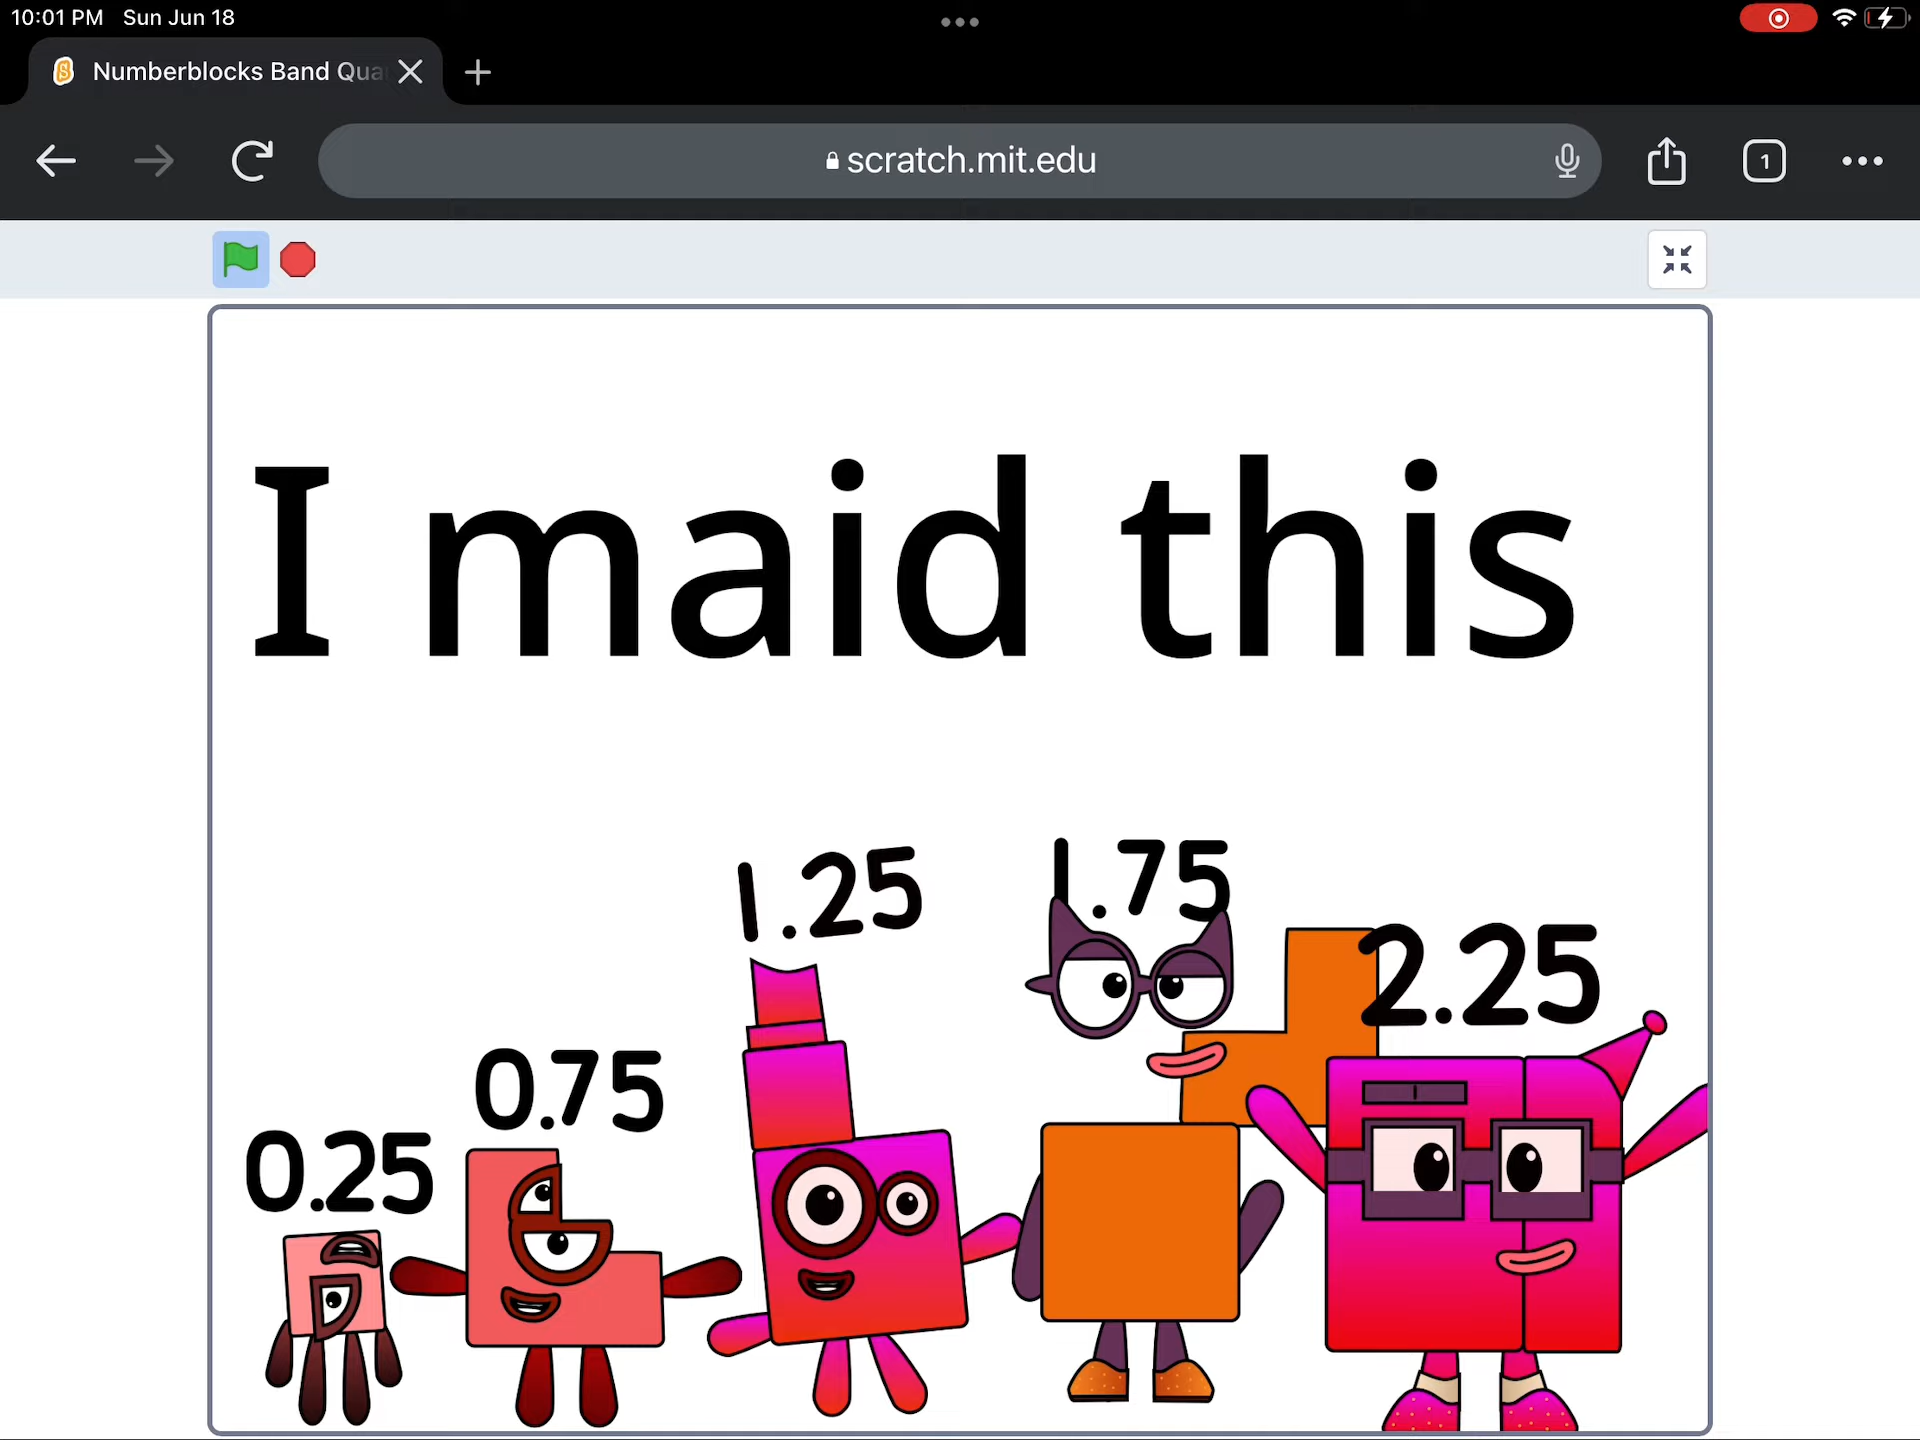 10:01 PM Sun Jun 18
Numberblocks Band Qua
scratch.mit.edu
1
I maid this
0.25
0.75
1.25
1.75
2.25